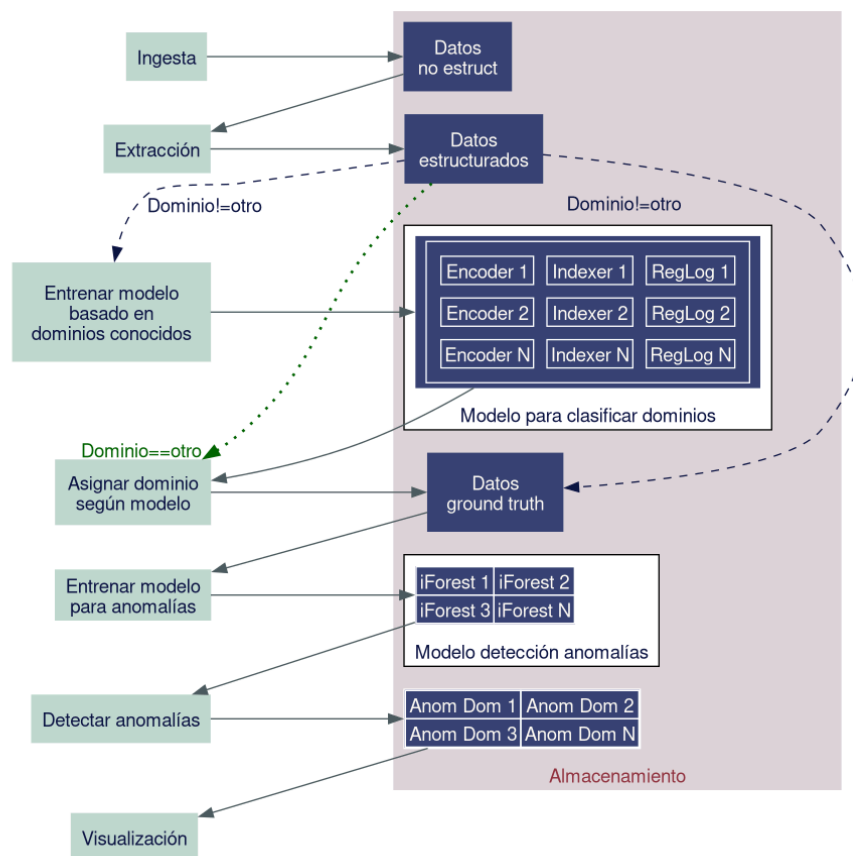 Ingesta
Datos
no estruct
Extracción
Datos
estructurados
Dominio!=otro
Dominio!=otro
Entrenar modelo
basado en
dominios conocidos
Encoder 1
Indexer 1
RegLog 1
Encoder 2
Indexer 2
RegLog 2
Encoder N
Indexer N
RegLog N
Modelo para clasificar dominios
Dominio==otro
Asignar dominio
según modelo
Datos
ground truth
Entrenar modelo
para anomalías
iForest 1
iForest 2
iForest 3
iForest N
Modelo detección anomalías
Detectar anomalías
Anom Dom 1
Anom Dom 2
Anom Dom 3
Anom Dom N
Almacenamiento
Visualización